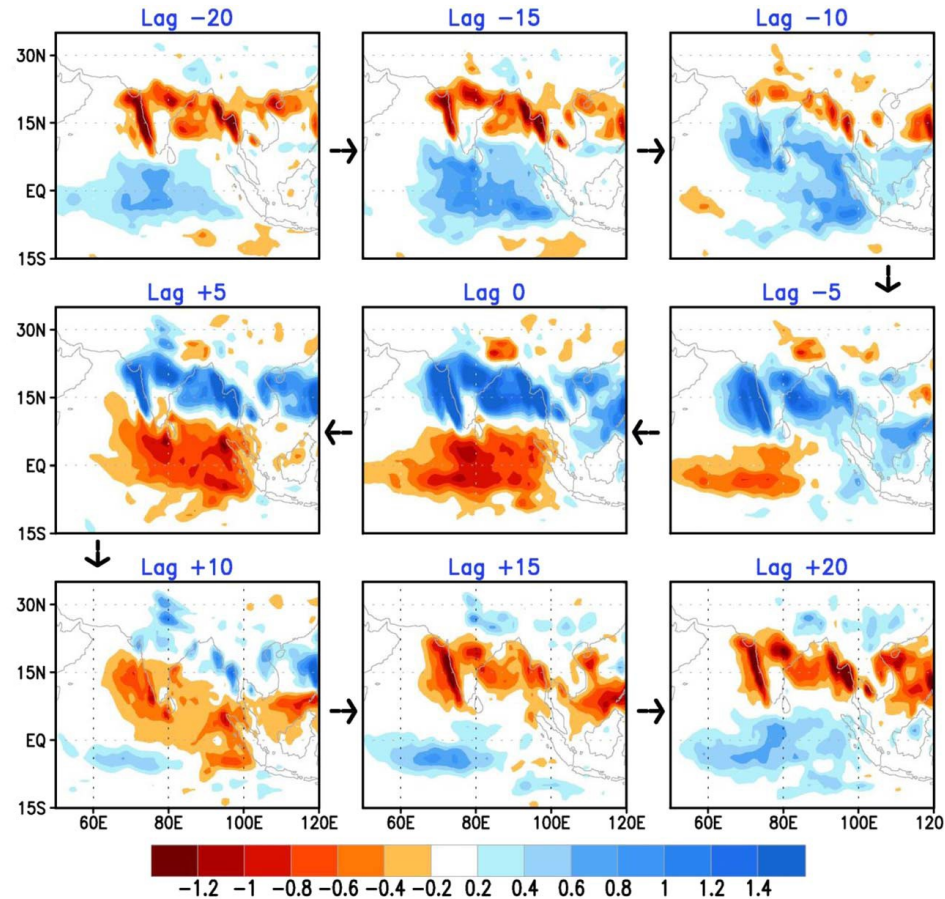 Lag -20 Lag -15 Lag -10
30N
15N
EQ
15S
Lag +5 Lag 0 Lag -5
30N
15N
EQ
15S
Lag +10 Lag +15 Lag +20
30N
15N
EQ
15S
60E 80E 100E 120E 60E 80E 100E 120E 60E 80E 100E 120
-1.2 -1 -0.8 -0.6 -0.4 -0.2 0.2 0.4 0.6 0.8 1 1.2 1.4